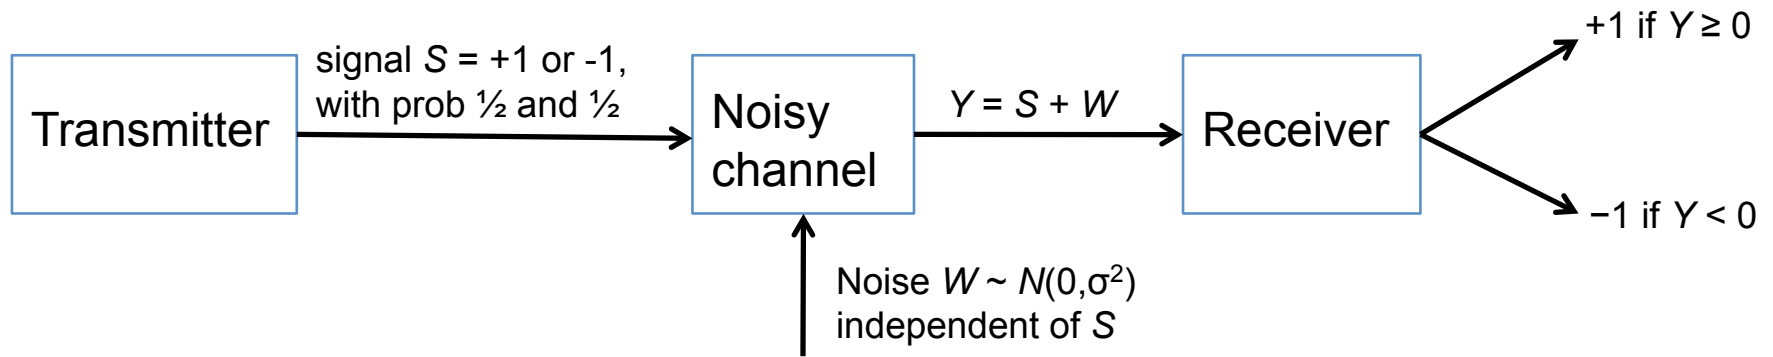 Transmitter
signal S = +1 or -1,
with prob ½ and ½
Noisy
channel
Y = S + W
Receiver
+1 if Y ≥ 0
−1 if Y < 0
Noise W ~ N(0,σ²)
independent of S